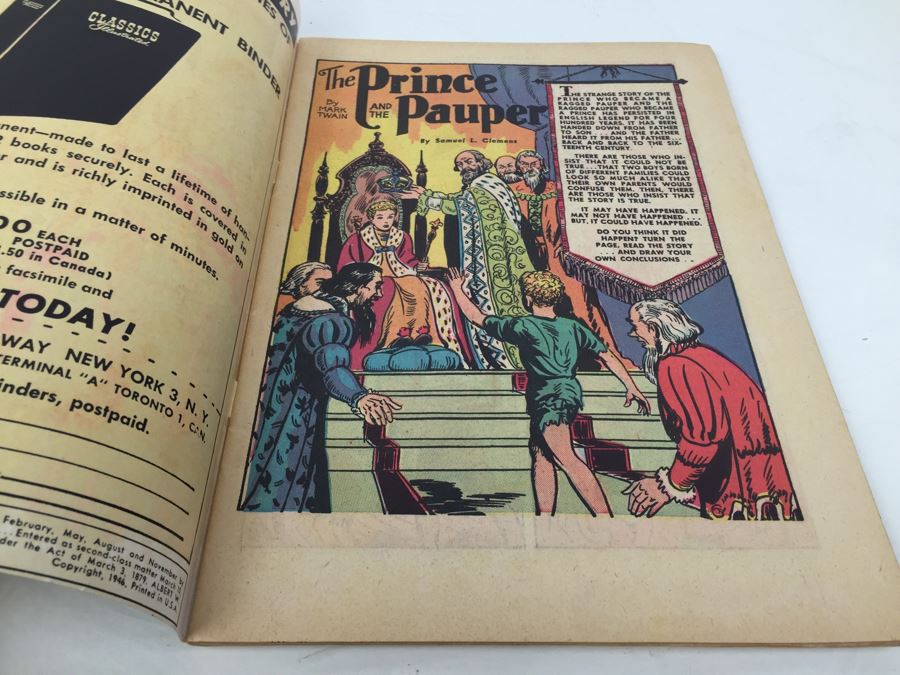 CLASSICS
Illustrated
PERMANENT BINDER
made to last a lifetime of
books securely. Each is covered in
and is richly imprinted in gold on
in a matter of minutes.
EACH
POSTPAID
.50 in Canada)
facsimile and
TODAY!
WAY NEW YORK 3, N. Y.
TERMINAL "A" TORONTO 1, CAN.
inders, postpaid.
February, May, August and November by
Entered as second-class matter March
der the Act of March 3, 1879, ALBERT
Copyright, 1946, Printed in U.S.A.
The Prince
AND THE
Pauper
By
MARK
TWAIN
By Samuel L. Clemens
THE STRANGE STORY OF THE
PRINCE WHO BECAME A
RAGGED PAUPER AND THE
RAGGED PAUPER WHO BECAME
A PRINCE HAS PERSISTED IN
ENGLISH LEGEND FOR FOUR
HUNDRED YEARS. IT HAS BEEN
HANDED DOWN FROM FATHER
TO SON ... AND THE FATHER
HEARD IT FROM HIS FATHER...
BACK AND BACK TO THE SIX-
TEENTH CENTURY.
THERE ARE THOSE WHO IN-
SIST THAT IT COULD NOT BE
TRUE...THAT TWO BOYS BORN
OF DIFFERENT FAMILIES COULD
LOOK SO MUCH ALIKE THAT
THEIR OWN PARENTS WOULD
CONFUSE THEM. THEN, THERE
ARE THOSE WHO INSIST THAT
THE STORY IS TRUE.
IT MAY HAVE HAPPENED. IT
MAY NOT HAVE HAPPENED...
BUT, IT COULD HAVE HAPPENED.
DO YOU THINK IT DID
HAPPEN? TURN THE
PAGE, READ THE STORY
....AND DRAW YOUR
OWN CONCLUSIONS . .